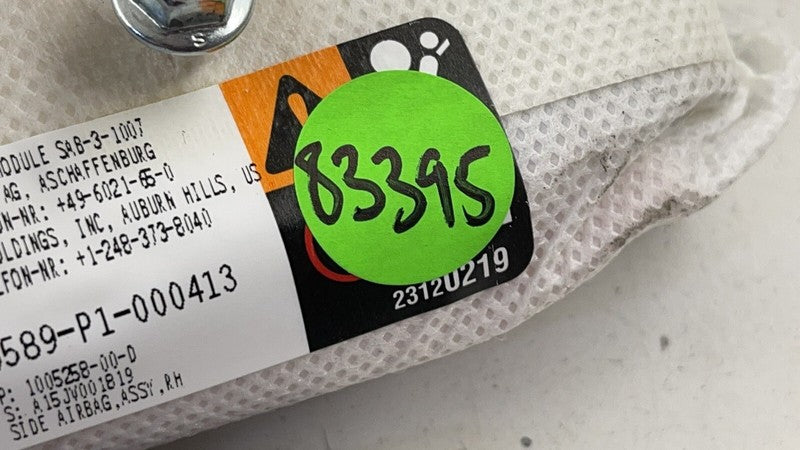 S
MODULE SAB-3-1007
AG, ASCHAFFENBURG
ON-NR: +49-6021-65-0
OLDINGS, INC, AUBURN HILLS, US
EFON-NR: +1-248-373-8040
589-P1-000413
P: 1005258-00-D
S: A15JV001819
SIDE AIRBAG,ASSY,RH
83395
23120219